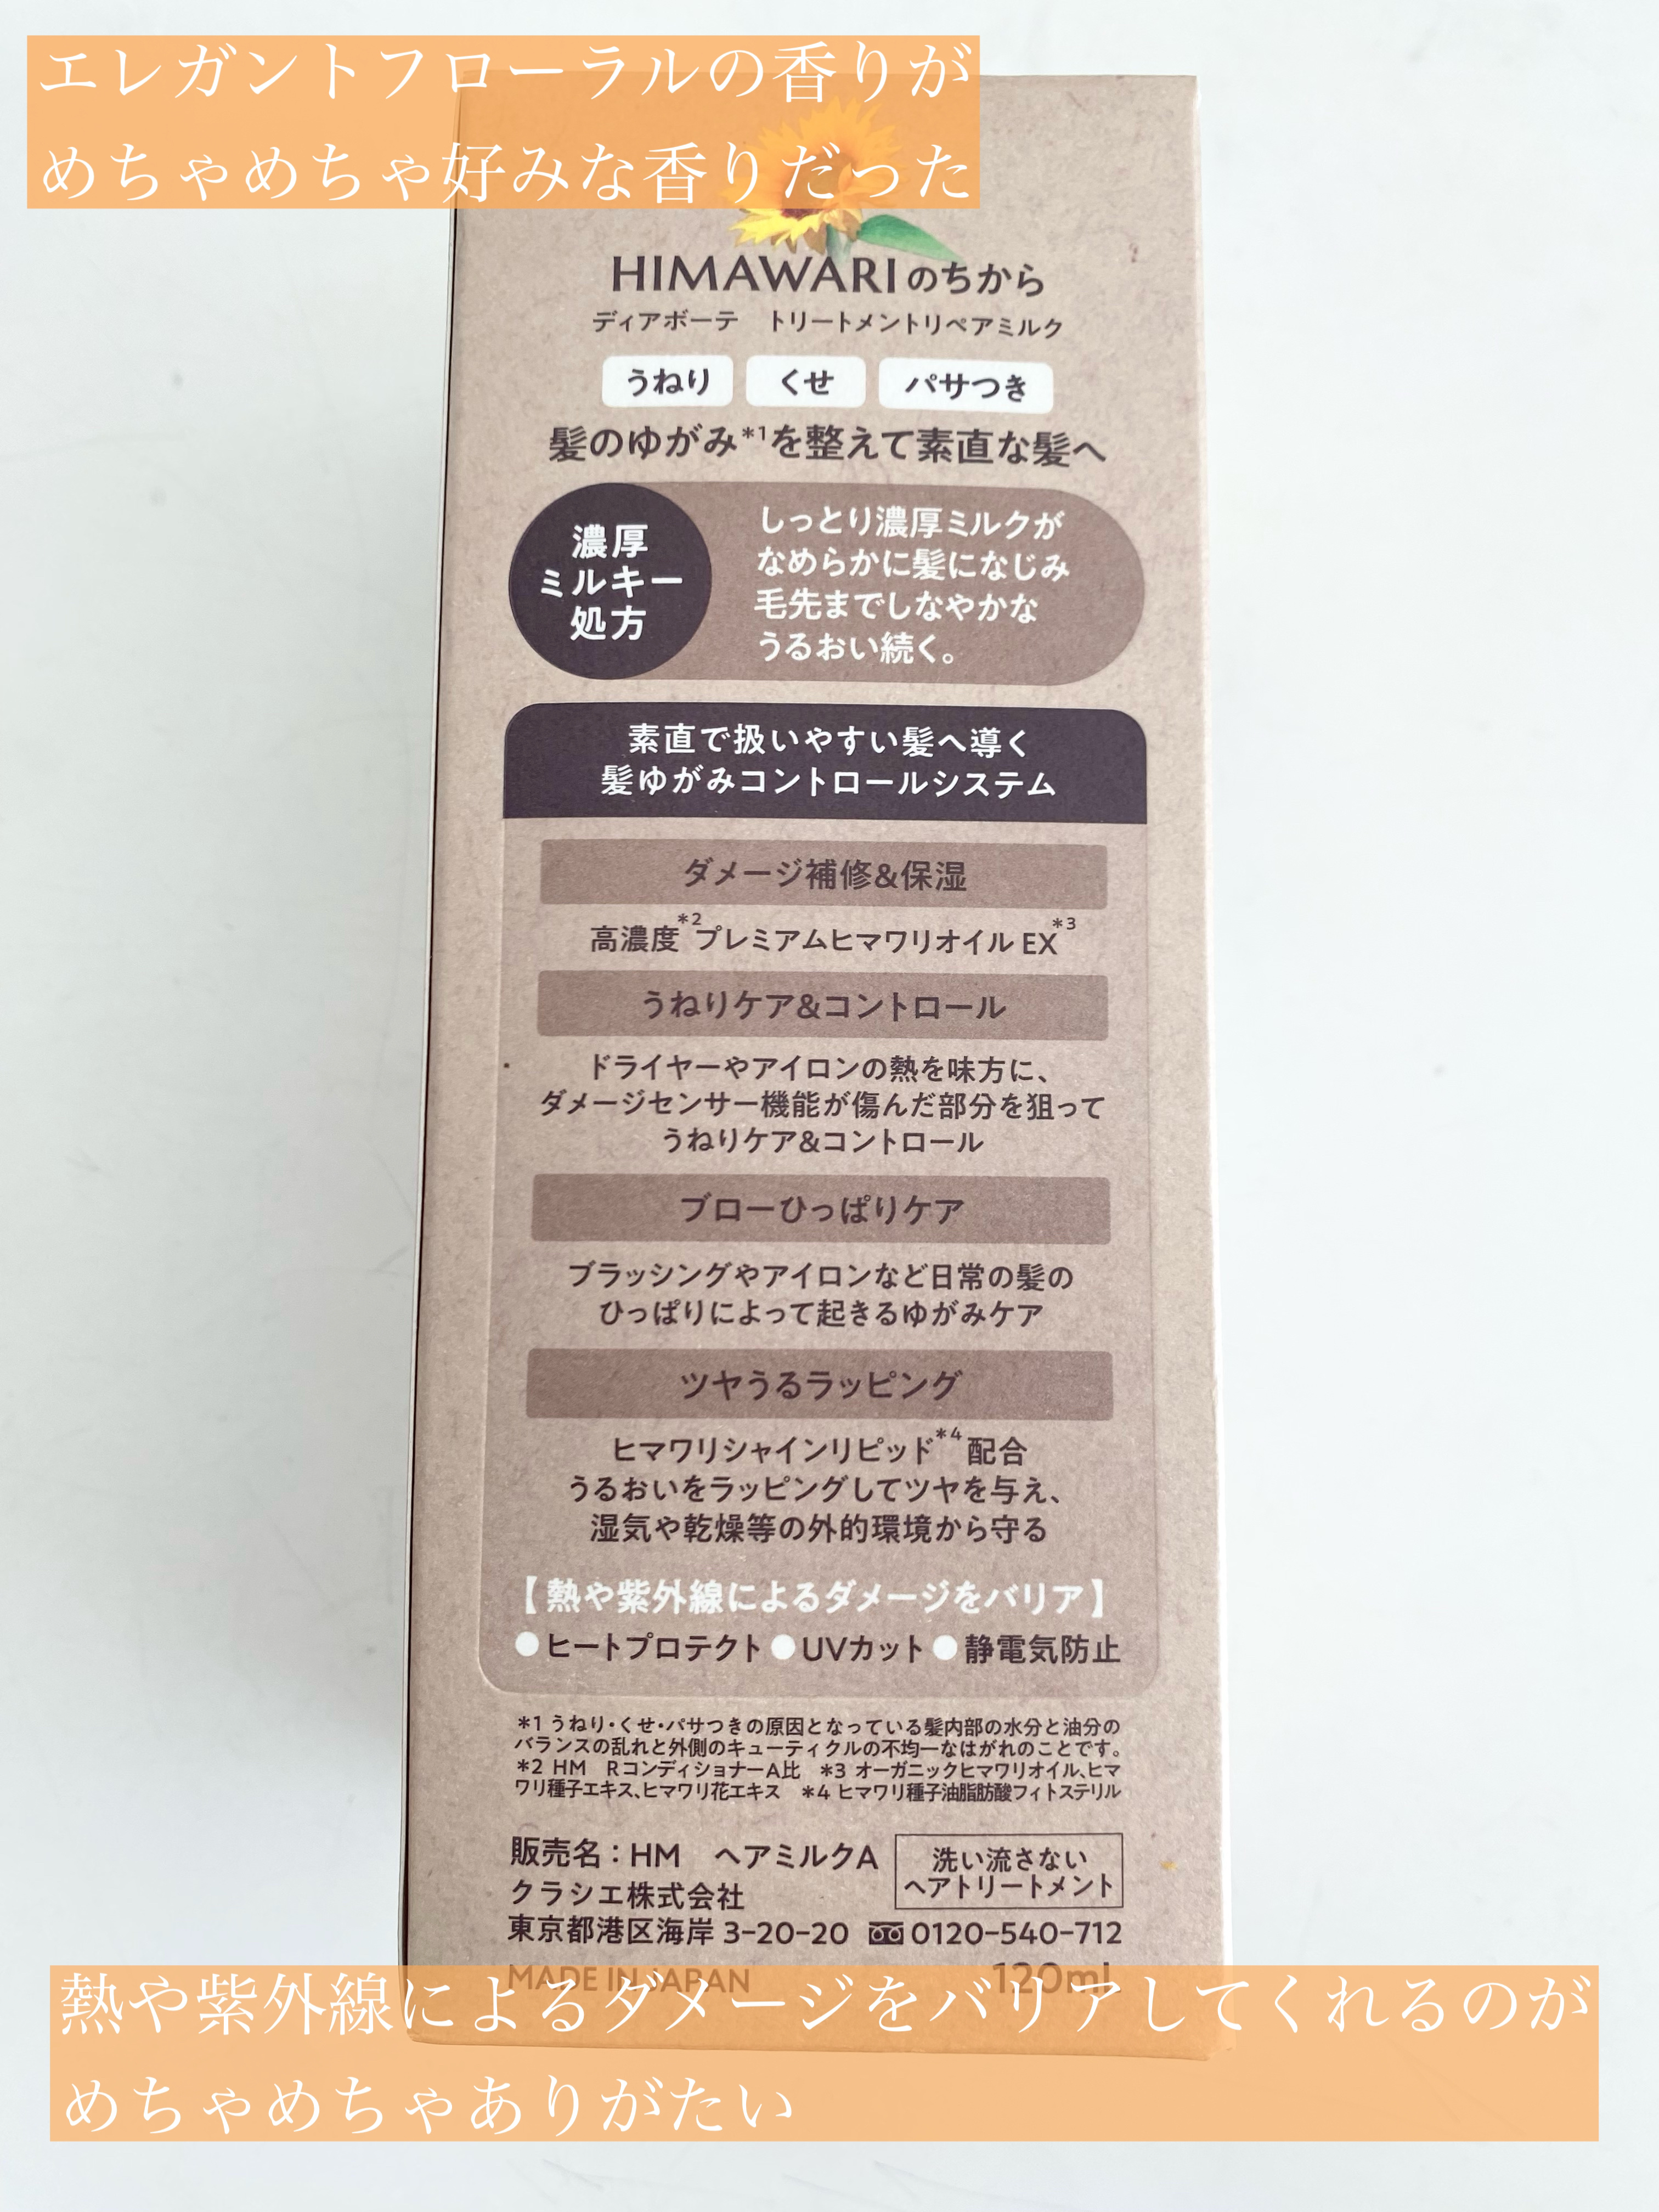 エレガントフローラルの香りが
めちゃめちゃ好みな香りだった
HIMAWARIのちから
ディアボーテ　トリートメントリペアミルク
うねり くせ パサつき
髪のゆがみ*1を整えて素直な髪へ
濃厚
ミルキー
処方
しっとり濃厚ミルクが
なめらかに髪になじみ
毛先までしなやかな
うるおい続く。
素直で扱いやすい髪へ導く
髪ゆがみコントロールシステム
ダメージ補修&保湿
高濃度*2プレミアムヒマワリオイル EX*3
うねりケア&コントロール
ドライヤーやアイロンの熱を味方に、
ダメージセンサー機能が傷んだ部分を狙って
うねりケア&コントロール
ブローひっぱりケア
ブラッシングやアイロンなど日常の髪の
ひっぱりによって起きるゆがみケア
ツヤうるラッピング
ヒマワリシャインリピッド*4配合
うるおいをラッピングしてツヤを与え、
湿気や乾燥等の外的環境から守る
【熱や紫外線によるダメージをバリア】
●ヒートプロテクト●UVカット●静電気防止
*1 うねり・くせ・パサつきの原因となっている髪内部の水分と油分の
バランスの乱れと外側のキューティクルの不均一なはがれのことです。
*2 HM　RコンディショナーA比　*3 オーガニックヒマワリオイル、ヒマ
ワリ種子エキス、ヒマワリ花エキス　*4 ヒマワリ種子油脂肪酸フィトステリル
販売名：HM　ヘアミルクA
洗い流さない
ヘアトリートメント
クラシエ株式会社
東京都港区海岸 3-20-20 0120-540-712
MADE IN JAPAN 120mL
熱や紫外線によるダメージをバリアしてくれるのが
めちゃめちゃありがたい